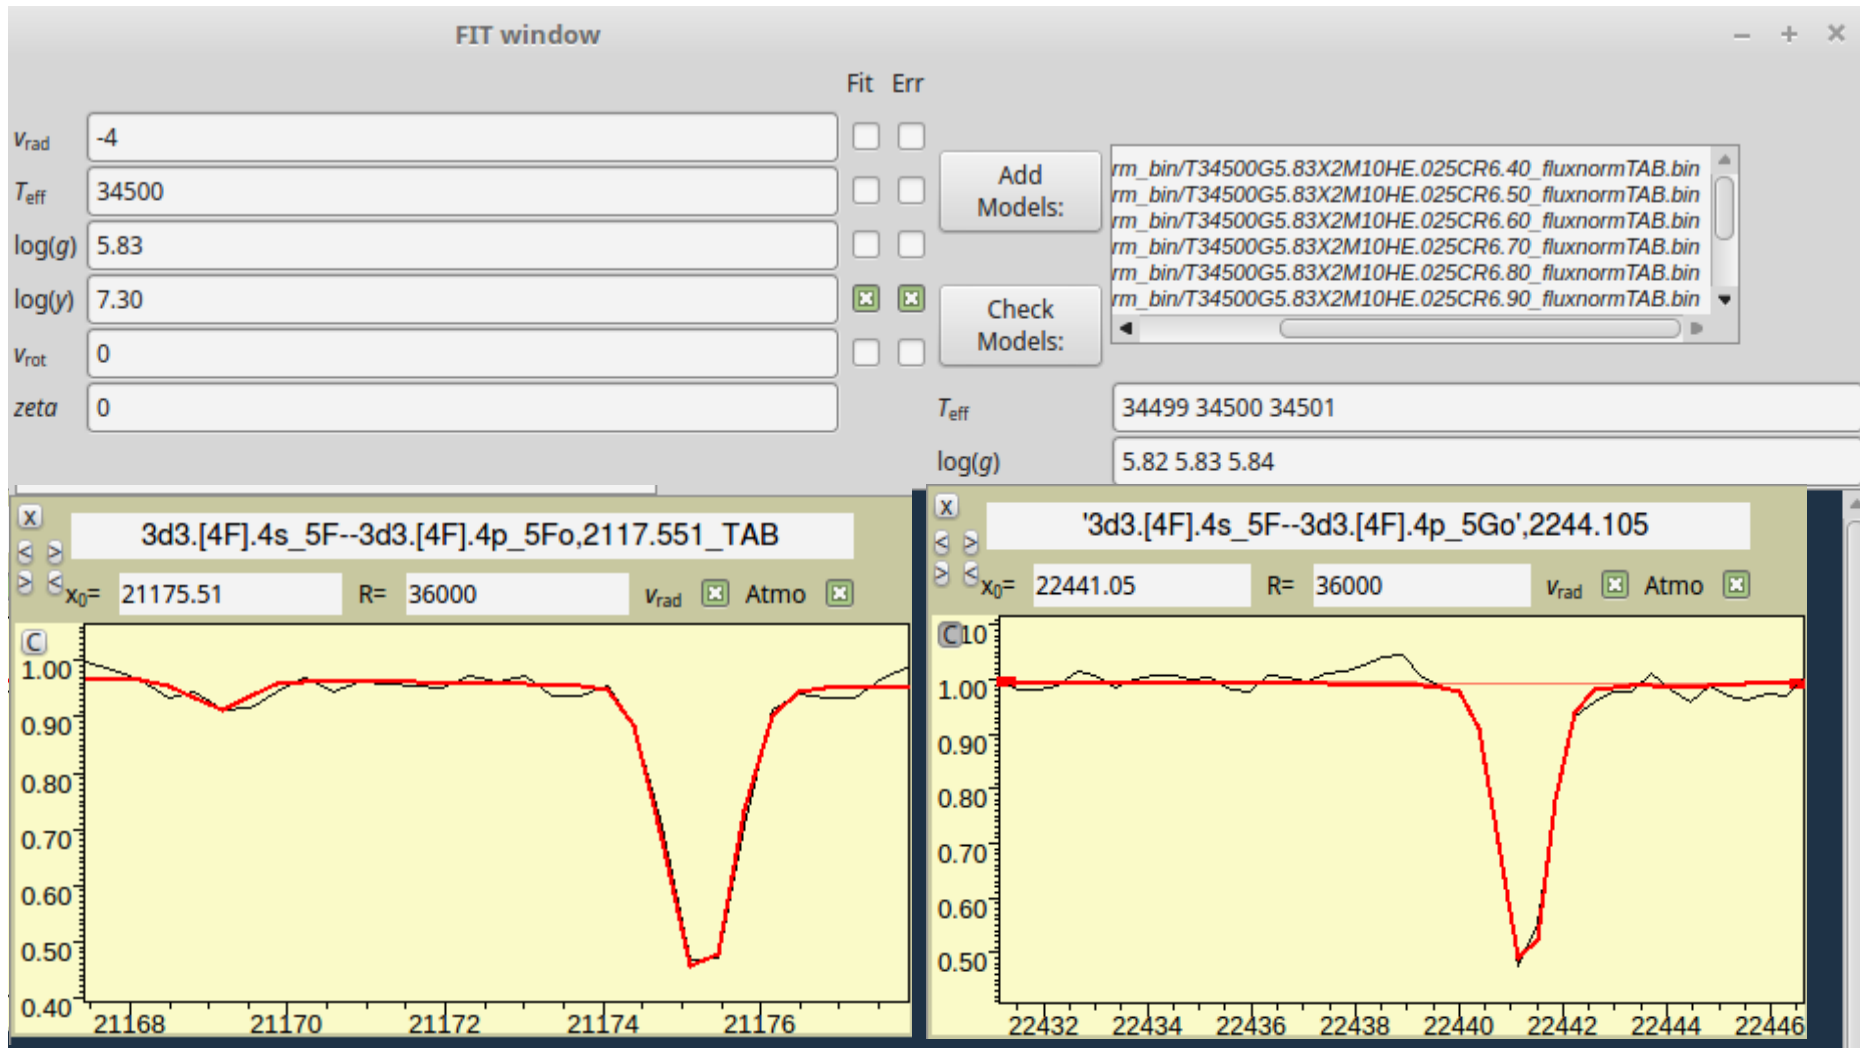 FIT window
Fit Err
vrad -4
Teff 34500
log(g) 5.83
log(y) 7.30
vrot 0
zeta 0
Add Models:
Check Models:
rm_bin/T34500G5.83X2M10HE.025CR6.40_fluxnormTAB.bin
rm_bin/T34500G5.83X2M10HE.025CR6.50_fluxnormTAB.bin
rm_bin/T34500G5.83X2M10HE.025CR6.60_fluxnormTAB.bin
rm_bin/T34500G5.83X2M10HE.025CR6.70_fluxnormTAB.bin
rm_bin/T34500G5.83X2M10HE.025CR6.80_fluxnormTAB.bin
rm_bin/T34500G5.83X2M10HE.025CR6.90_fluxnormTAB.bin
Teff 34499 34500 34501
log(g) 5.82 5.83 5.84
X
< >
> <
3d3.[4F].4s_5F--3d3.[4F].4p_5Fo,2117.551_TAB
x0= 21175.51 R= 36000 vrad Atmo
C
1.00
0.90
0.80
0.70
0.60
0.50
0.40
21168 21170 21172 21174 21176
X
< >
> <
'3d3.[4F].4s_5F--3d3.[4F].4p_5Go',2244.105
x0= 22441.05 R= 36000 vrad Atmo
C
10
1.00
0.90
0.80
0.70
0.60
0.50
22432 22434 22436 22438 22440 22442 22444 22446